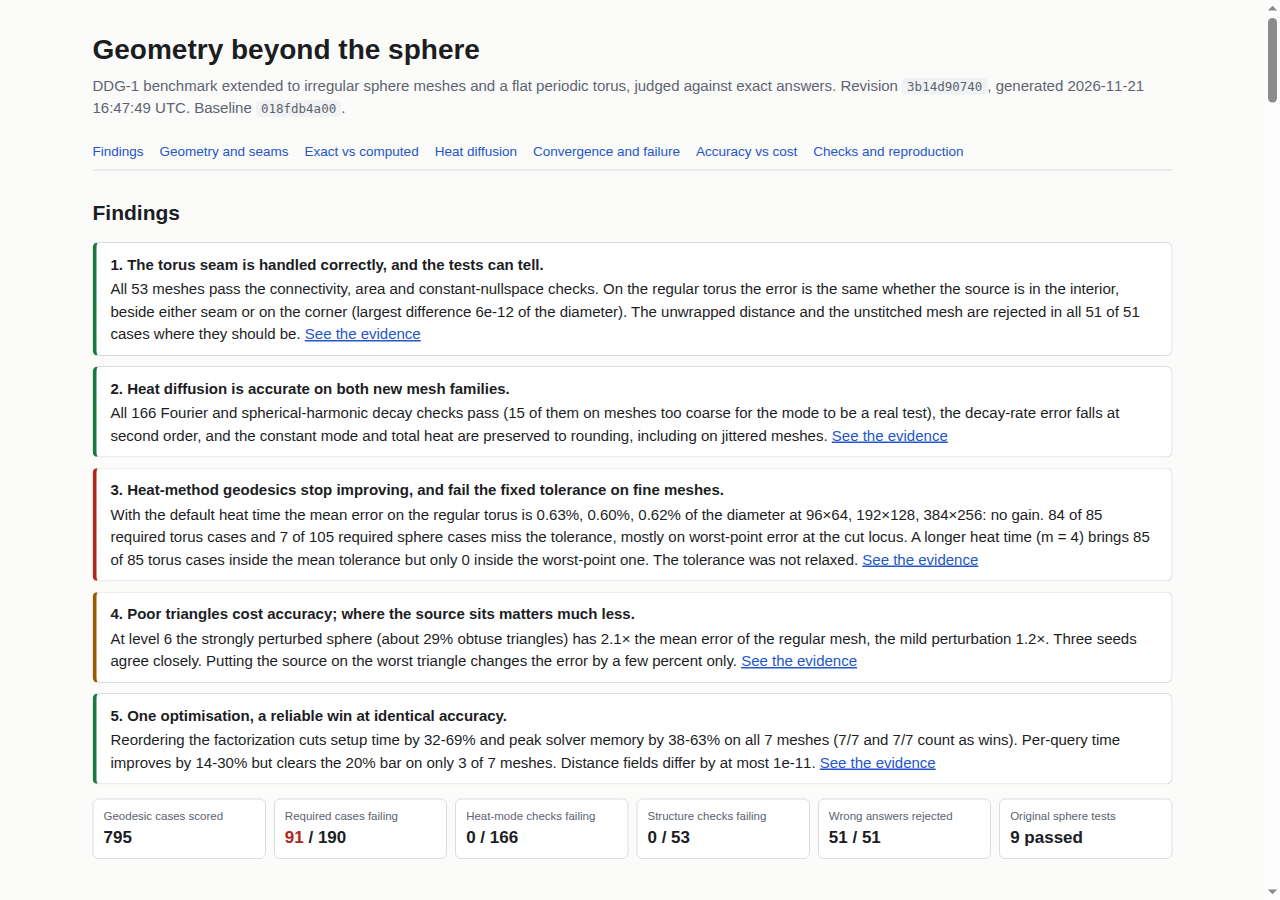 Geometry beyond the sphere
DDG-1 benchmark extended to irregular sphere meshes and a flat periodic torus, judged against exact answers. Revision 3b14d90740, generated 2026-11-21
16:47:49 UTC. Baseline 018fdb4a00.
Findings Geometry and seams Exact vs computed Heat diffusion Convergence and failure Accuracy vs cost Checks and reproduction
Findings
1. The torus seam is handled correctly, and the tests can tell.
All 53 meshes pass the connectivity, area and constant-nullspace checks. On the regular torus the error is the same whether the source is in the interior,
beside either seam or on the corner (largest difference 6e-12 of the diameter). The unwrapped distance and the unstitched mesh are rejected in all 51 of 51
cases where they should be. See the evidence
2. Heat diffusion is accurate on both new mesh families.
All 166 Fourier and spherical-harmonic decay checks pass (15 of them on meshes too coarse for the mode to be a real test), the decay-rate error falls at
second order, and the constant mode and total heat are preserved to rounding, including on jittered meshes. See the evidence
3. Heat-method geodesics stop improving, and fail the fixed tolerance on fine meshes.
With the default heat time the mean error on the regular torus is 0.63%, 0.60%, 0.62% of the diameter at 96×64, 192×128, 384×256: no gain. 84 of 85
required torus cases and 7 of 105 required sphere cases miss the tolerance, mostly on worst-point error at the cut locus. A longer heat time (m = 4) brings 85
of 85 torus cases inside the mean tolerance but only 0 inside the worst-point one. The tolerance was not relaxed. See the evidence
4. Poor triangles cost accuracy; where the source sits matters much less.
At level 6 the strongly perturbed sphere (about 29% obtuse triangles) has 2.1× the mean error of the regular mesh, the mild perturbation 1.2×. Three seeds
agree closely. Putting the source on the worst triangle changes the error by a few percent only. See the evidence
5. One optimisation, a reliable win at identical accuracy.
Reordering the factorization cuts setup time by 32-69% and peak solver memory by 38-63% on all 7 meshes (7/7 and 7/7 count as wins). Per-query time
improves by 14-30% but clears the 20% bar on only 3 of 7 meshes. Distance fields differ by at most 1e-11. See the evidence
Geodesic cases scored
795
Required cases failing
91 / 190
Heat-mode checks failing
0 / 166
Structure checks failing
0 / 53
Wrong answers rejected
51 / 51
Original sphere tests
9 passed